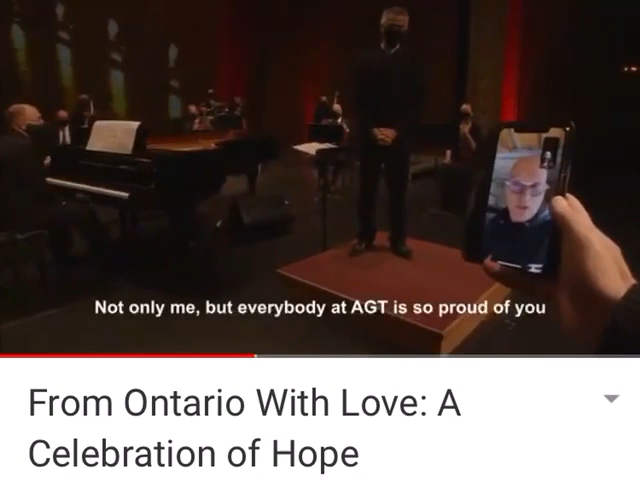 Not only me, but everybody at AGT is so proud of you
From Ontario With Love: A
Celebration of Hope